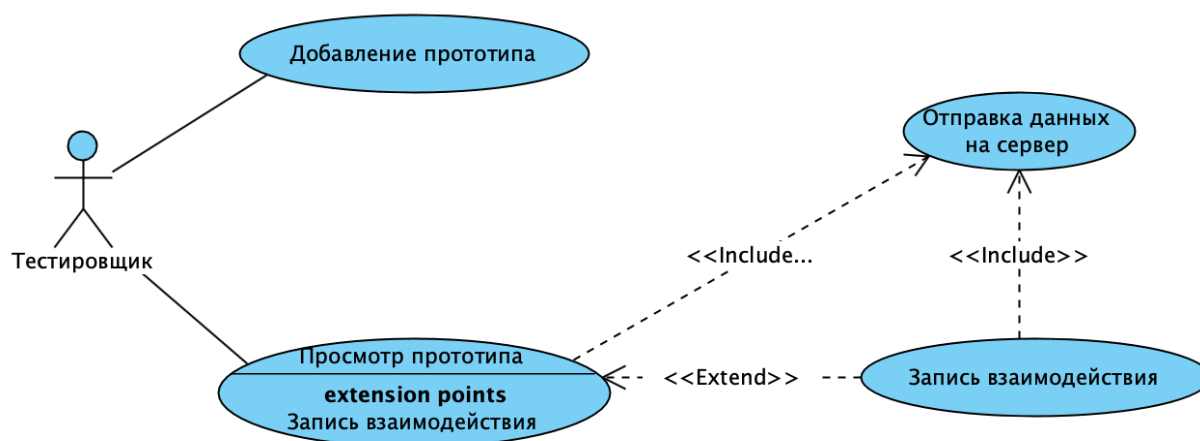 Добавление прототипа
Отправка данных
на сервер
Тестировщик
<<Include...
<<Include>>
Просмотр прототипа
extension points
Запись взаимодействия
<<Extend>>
Запись взаимодействия